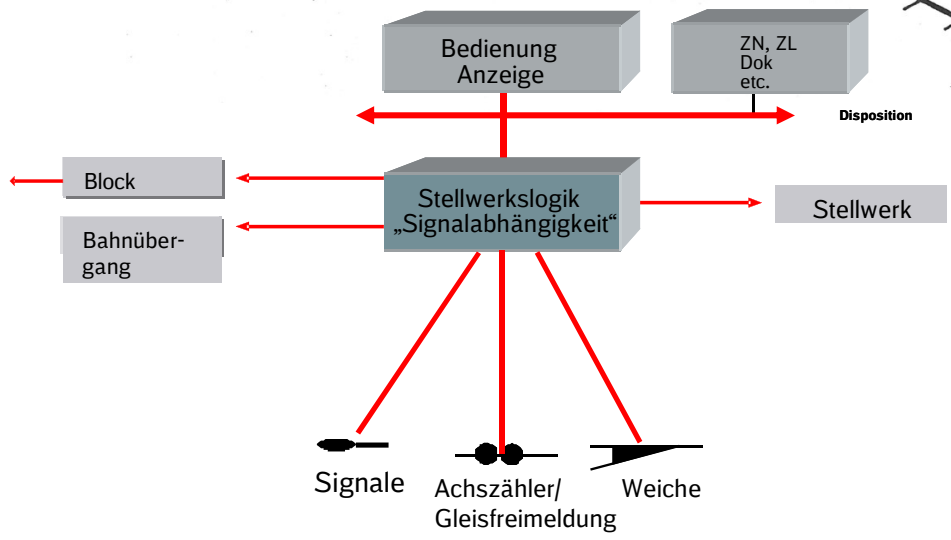 Bedienung
Anzeige
ZN, ZL
Dok
etc.
Disposition
Block
Stellwerkslogik
„Signalabhängigkeit“
Stellwerk
Bahnüber-
gang
Signale
Achszähler/
Gleisfreimeldung
Weiche